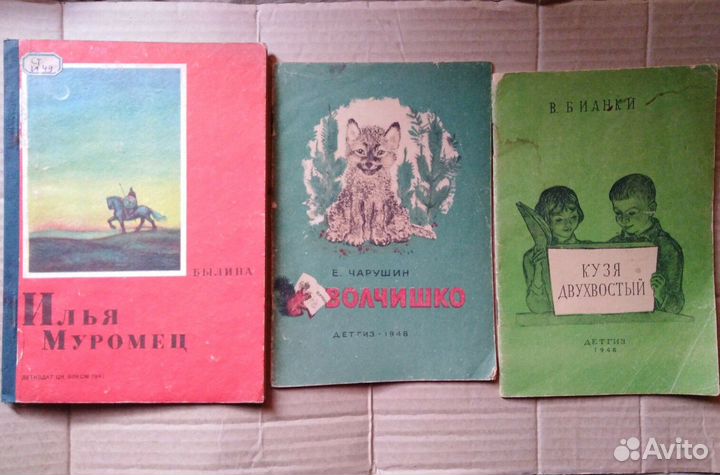 БЫЛИНА
ИЛЬЯ
МУРОМЕЦ
Е. ЧАРУШИН
ВОЛЧИШКО
ДЕТГИЗ - 1948
В. БИАНКИ
КУЗЯ
ДВУХВОСТЫЙ
ДЕТГИЗ
1948
Avito